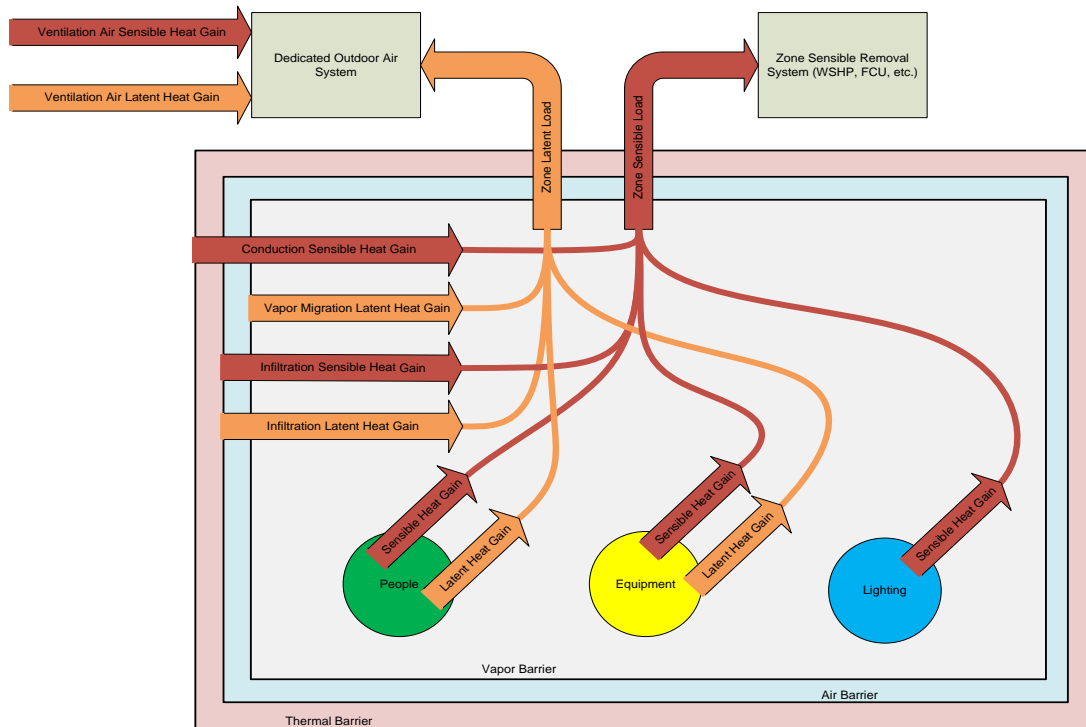 Ventilation Air Sensible Heat Gain
Ventilation Air Latent Heat Gain
Dedicated Outdoor Air
System
Zone Sensible Removal
System (WSHP, FCU, etc.)
Zone Latent Load
Zone Sensible Load
Conduction Sensible Heat Gain
Vapor Migration Latent Heat Gain
Infiltration Sensible Heat Gain
Infiltration Latent Heat Gain
Sensible Heat Gain
Latent Heat Gain
People
Sensible Heat Gain
Latent Heat Gain
Equipment
Sensible Heat Gain
Lighting
Vapor Barrier
Air Barrier
Thermal Barrier